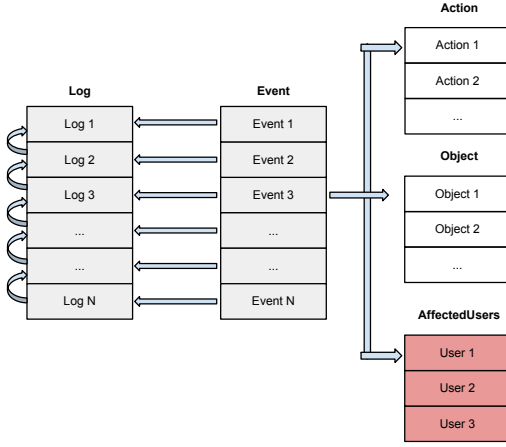 Action
Action 1
Action 2
...
Log
Event
Log 1
Event 1
Log 2
Event 2
Log 3
Event 3
...
...
...
...
Log N
Event N
Object
Object 1
Object 2
...
AffectedUsers
User 1
User 2
User 3